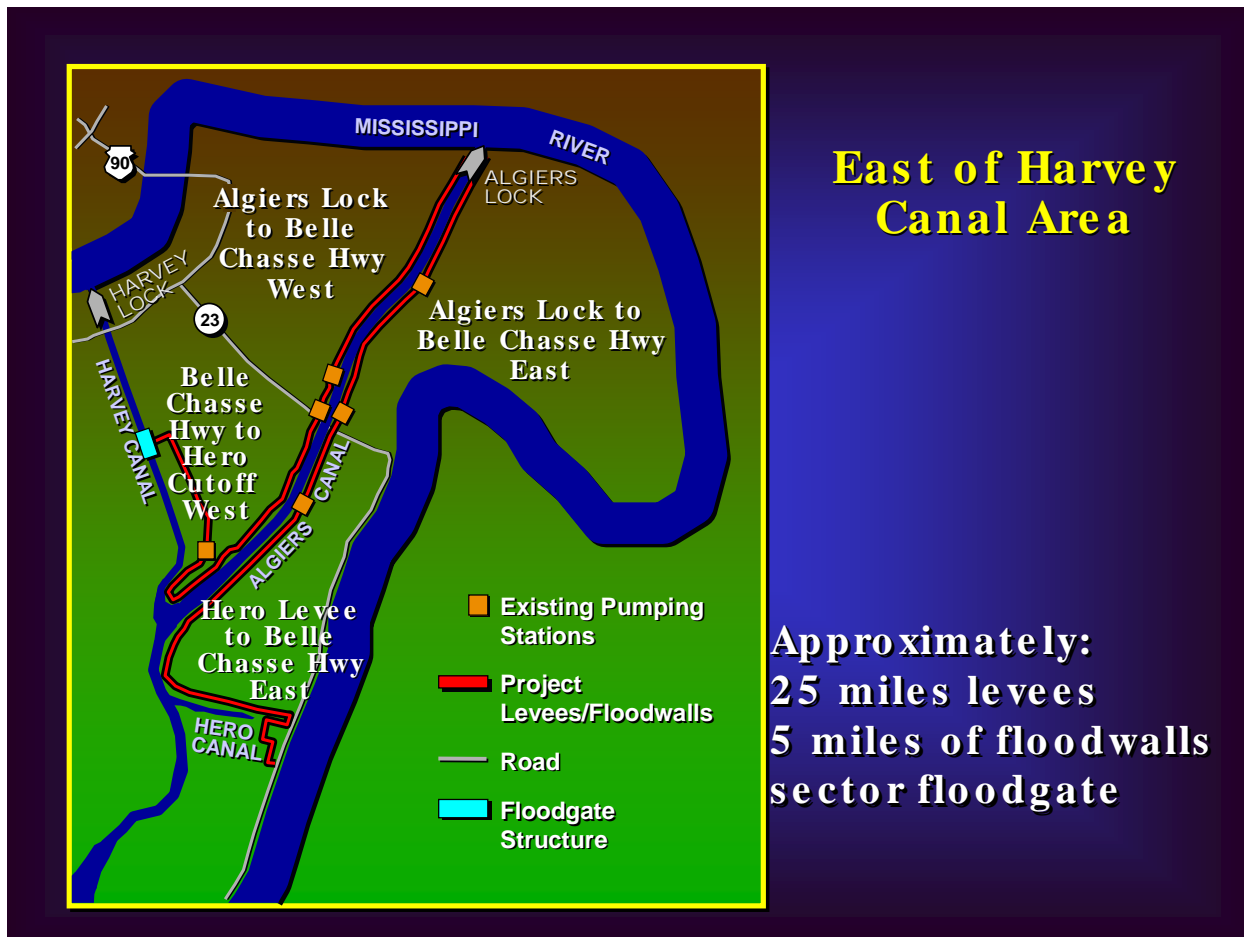 East of Harvey
Canal Area
MISSISSIPPI RIVER
90
ALGIERS
LOCK
Algiers Lock
to Belle
Chasse Hwy
West
HARVEY
LOCK
23
Algiers Lock to
Belle Chasse Hwy
East
HARVEY CANAL
Belle
Chasse
Hwy to
Hero
Cutoff
West
ALGIERS CANAL
Hero Levee
to Belle
Chasse Hwy
East
HERO
CANAL
Existing Pumping
Stations
Project
Levees/Floodwalls
Road
Floodgate
Structure
Approximately:
25 miles levees
5 miles of floodwalls
sector floodgate